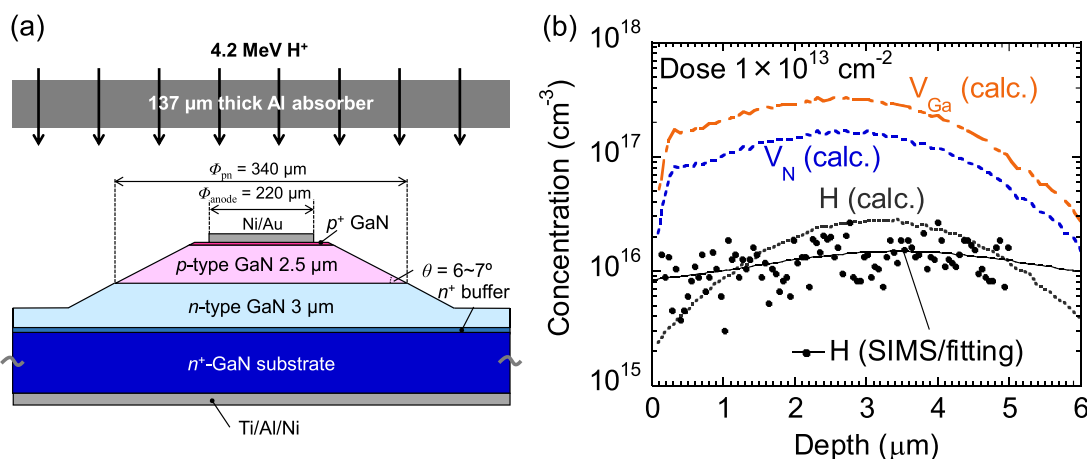 (a)
4.2 MeV H⁺
137 μm thick Al absorber
Φpn = 340 μm
Φanode = 220 μm
Ni/Au
p⁺ GaN
p-type GaN 2.5 μm
θ = 6~7º
n⁺ buffer
n-type GaN 3 μm
n⁺-GaN substrate
Ti/Al/Ni
(b)
Concentration (cm⁻³)
10¹⁸
10¹⁷
10¹⁶
10¹⁵
Dose 1×10¹³ cm⁻²
V_Ga (calc.)
V_N (calc.)
H (calc.)
H (SIMS/fitting)
0 1 2 3 4 5 6
Depth (μm)